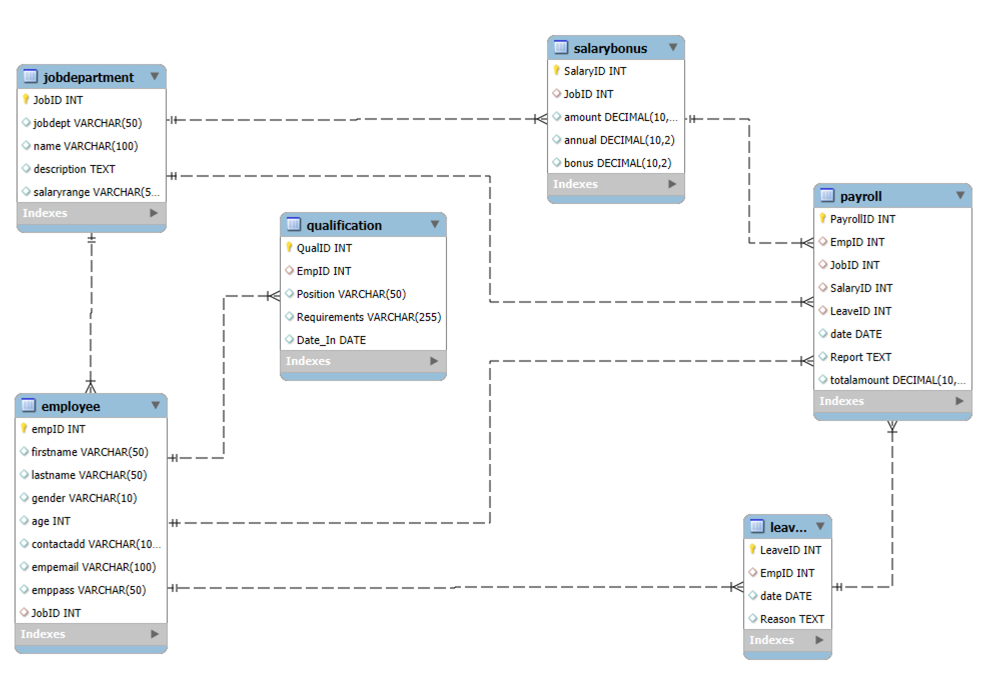 jobdepartment
JobID INT
jobdept VARCHAR(50)
name VARCHAR(100)
description TEXT
salaryrange VARCHAR(5...
Indexes
salarybonus
SalaryID INT
JobID INT
amount DECIMAL(10,...
annual DECIMAL(10,2)
bonus DECIMAL(10,2)
Indexes
qualification
QualID INT
EmpID INT
Position VARCHAR(50)
Requirements VARCHAR(255)
Date_In DATE
Indexes
payroll
PayrollID INT
EmpID INT
JobID INT
SalaryID INT
LeaveID INT
date DATE
Report TEXT
totalamount DECIMAL(10,...
Indexes
employee
empID INT
firstname VARCHAR(50)
lastname VARCHAR(50)
gender VARCHAR(10)
age INT
contactadd VARCHAR(10...
empemail VARCHAR(100)
emppass VARCHAR(50)
JobID INT
Indexes
leav...
LeaveID INT
EmpID INT
date DATE
Reason TEXT
Indexes